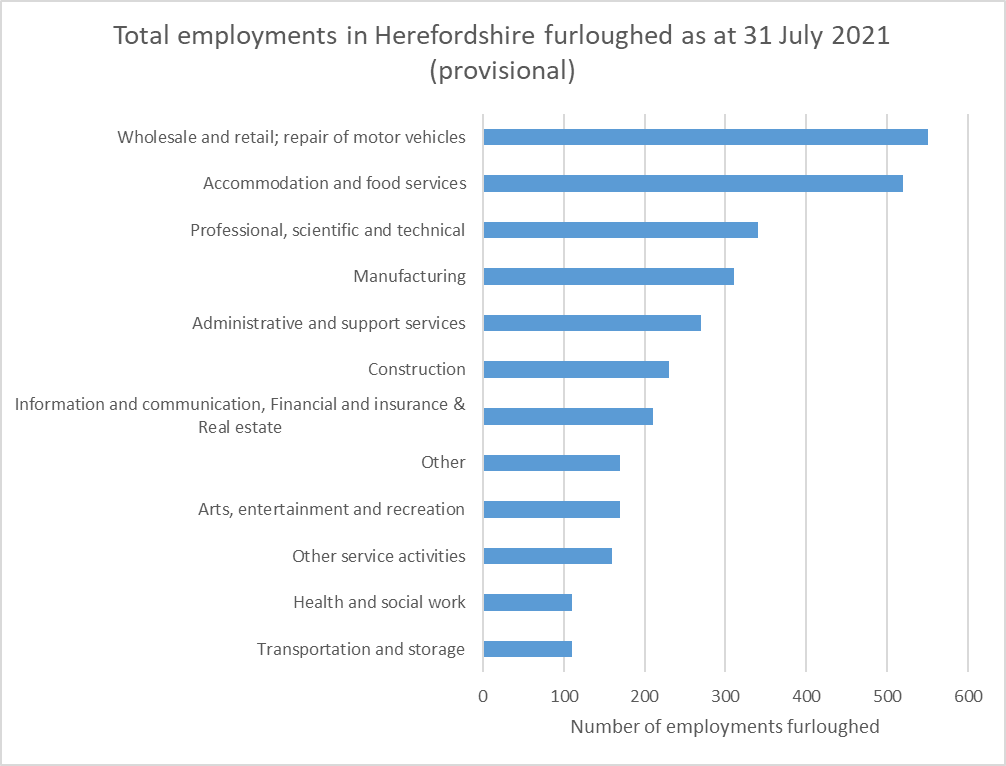 Total employments in Herefordshire furloughed as at 31 July 2021
(provisional)
Wholesale and retail; repair of motor vehicles
Accommodation and food services
Professional, scientific and technical
Manufacturing
Administrative and support services
Construction
Information and communication, Financial and insurance &
Real estate
Other
Arts, entertainment and recreation
Other service activities
Health and social work
Transportation and storage
0 100 200 300 400 500 600
Number of employments furloughed